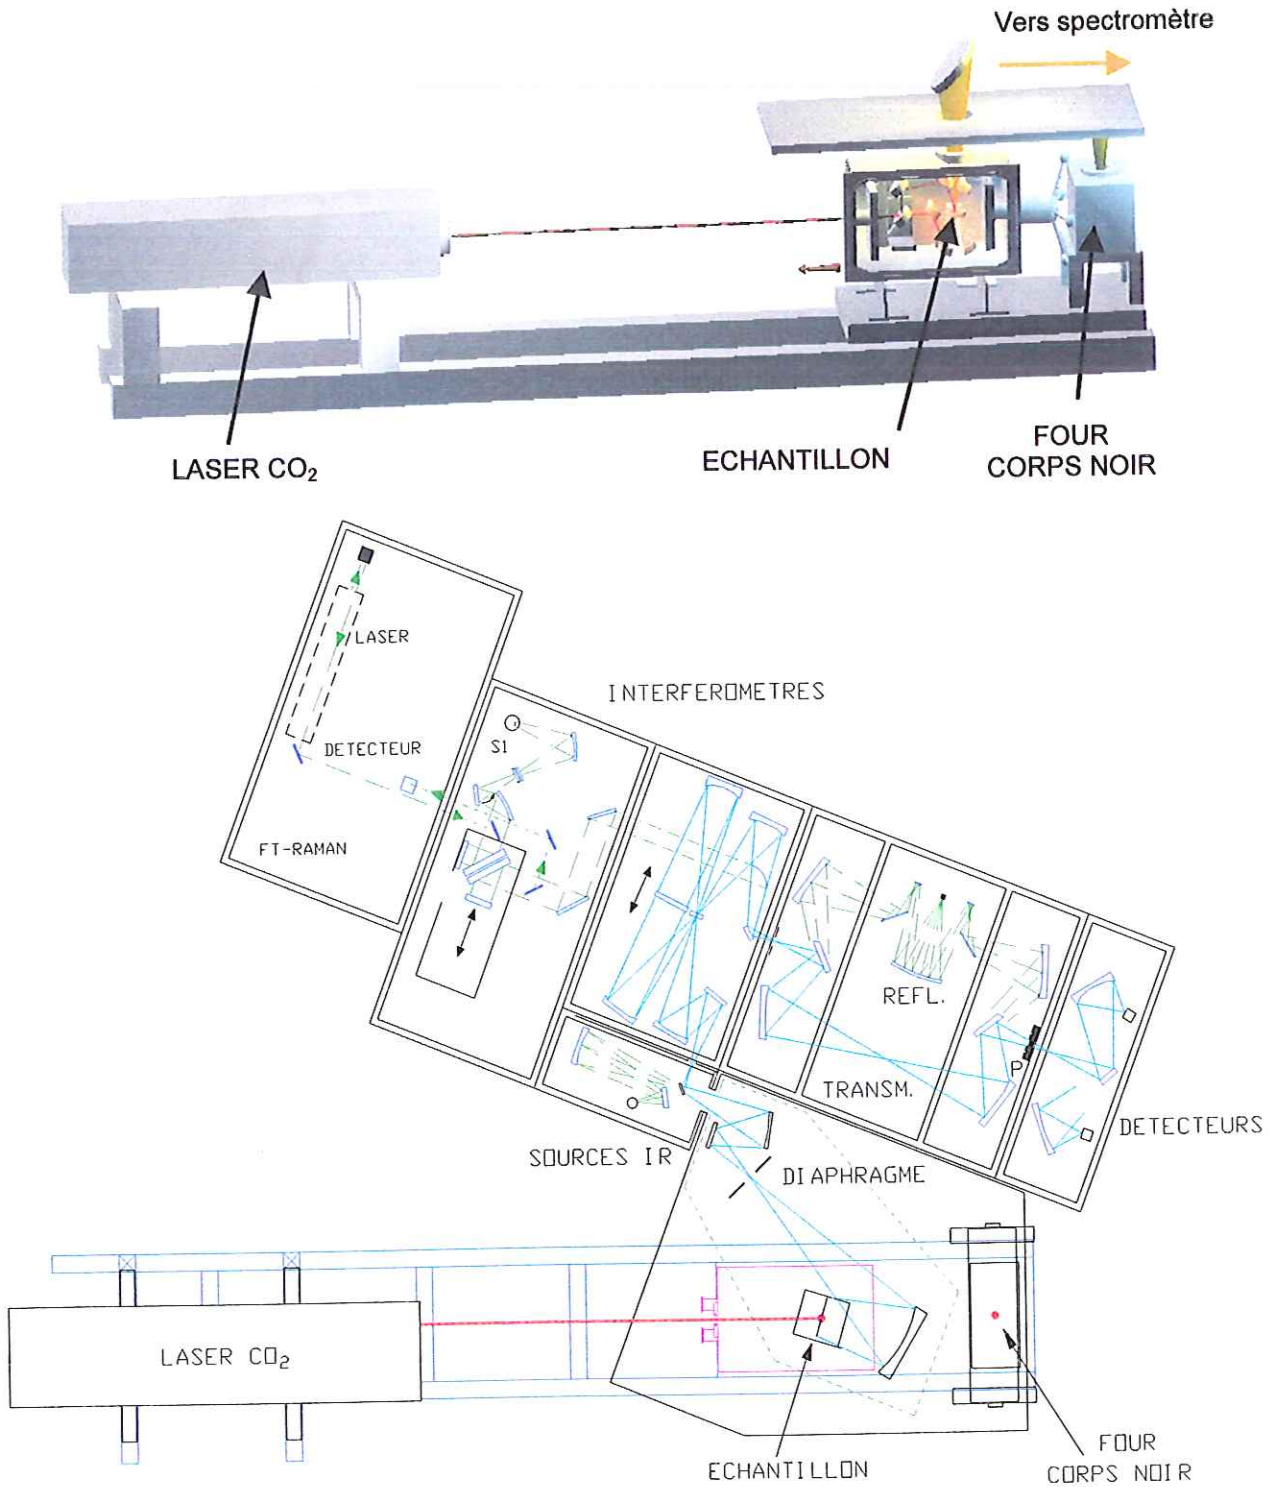 Vers spectromètre
LASER CO₂
ECHANTILLON
FOUR
CORPS NOIR
LASER
INTERFEROMETRES
S1
DETECTEUR
FT-RAMAN
REFL.
P
TRANSM.
DETECTEURS
SOURCES IR
DIAPHRAGME
LASER CO₂
ECHANTILLON
FOUR
CORPS NOIR